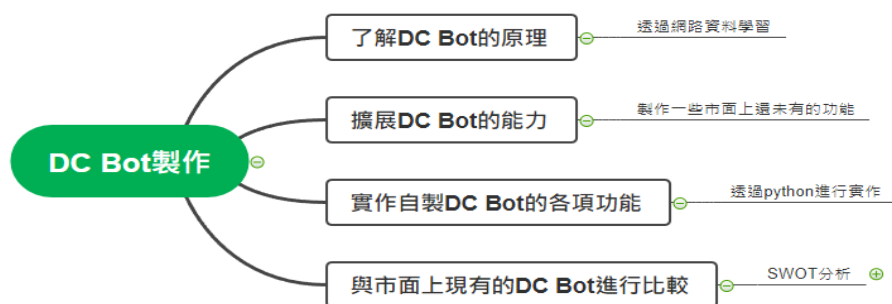 了解DC Bot的原理
透過網路資料學習
擴展DC Bot的能力
製作一些市面上還未有的功能
DC Bot製作
實作自製DC Bot的各項功能
透過python進行實作
與市面上現有的DC Bot進行比較
SWOT分析